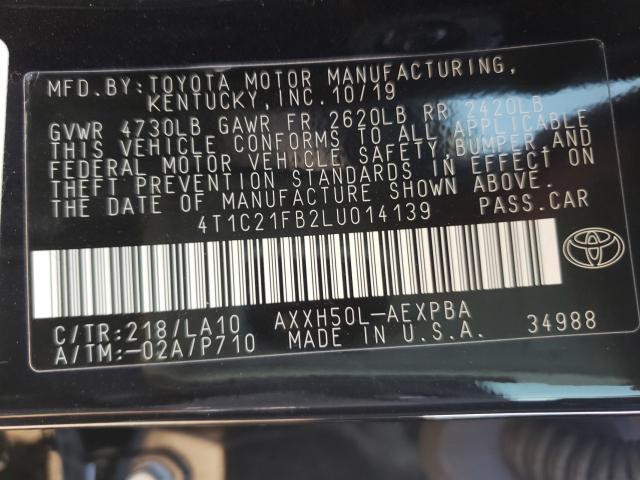 MFD.BY:TOYOTA MOTOR MANUFACTURING,
KENTUCKY,INC.10/19
GVWR 4730LB GAWR FR 2620LB RR 2420LB
THIS VEHICLE CONFORMS TO ALL APPLICABLE
FEDERAL MOTOR VEHICLE SAFETY,BUMPER,AND
THEFT PREVENTION STANDARDS IN EFFECT ON
THE DATE OF MANUFACTURE SHOWN ABOVE.
4T1C21FB2LU014139 PASS.CAR
C/TR:218/LA10 AXXH50L-AEXPBA
A/TM:-02A/P710 MADE IN U.S.A. 34988